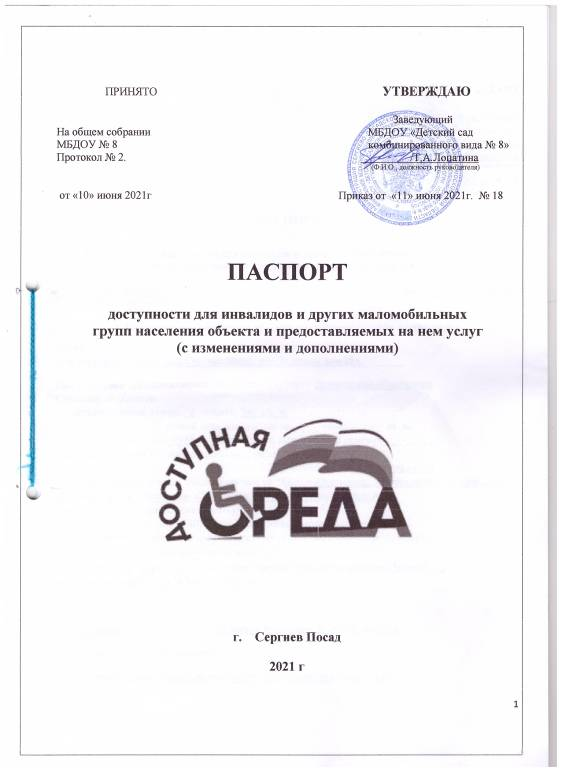 ПРИНЯТО
На общем собрании
МБДОУ № 8
Протокол № 2.
от «10» июня 2021г
УТВЕРЖДАЮ
Заведующий
МБДОУ «Детский сад
комбинированного вида № 8»
Т.А.Лопатина
(Ф.И.О., должность руководителя)
Приказ от «11» июня 2021г. № 18
ПАСПОРТ
доступности для инвалидов и других маломобильных
групп населения объекта и предоставляемых на нем услуг
(с изменениями и дополнениями)
ДОСТУПНАЯ
СРЕДА
г. Сергиев Посад
2021 г
1